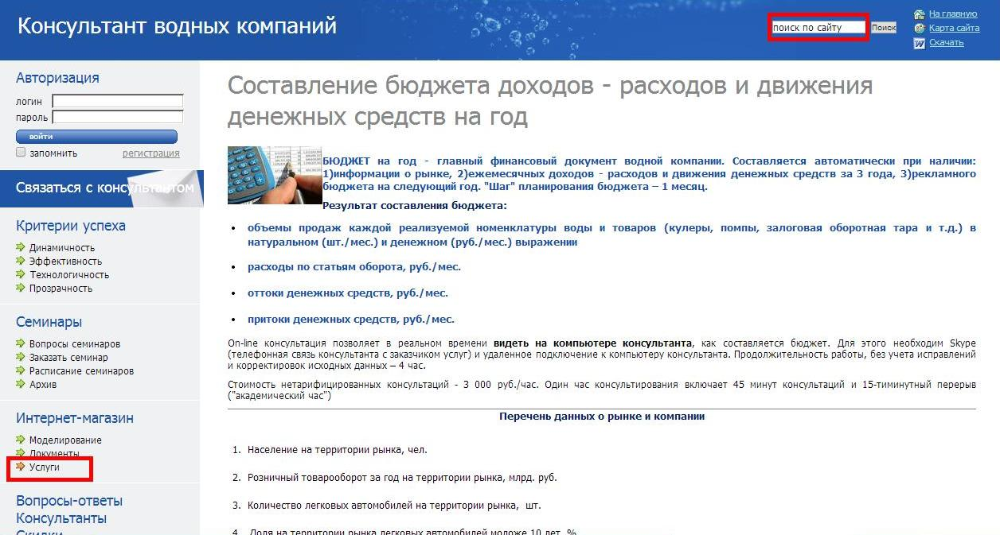 Консультант водных компаний
поиск по сайту
Поиск
На главную
Карта сайта
Скачать
Авторизация
логин
пароль
войти
запомнить регистрация
Связаться с консультантом
Критерии успеха
Динамичность
Эффективность
Технологичность
Прозрачность
Семинары
Вопросы семинаров
Заказать семинар
Расписание семинаров
Архив
Интернет-магазин
Моделирование
Документы
Услуги
Вопросы-ответы
Консультанты
Скидки
Составление бюджета доходов - расходов и движения
денежных средств на год
БЮДЖЕТ на год - главный финансовый документ водной компании. Составляется автоматически при наличии:
1)информации о рынке, 2)ежемесячных доходов - расходов и движения денежных средств за 3 года, 3)рекламного
бюджета на следующий год. "Шаг" планирования бюджета – 1 месяц.
Результат составления бюджета:
• объемы продаж каждой реализуемой номенклатуры воды и товаров (кулеры, помпы, залоговая оборотная тара и т.д.) в
натуральном (шт./мес.) и денежном (руб./мес.) выражении
• расходы по статьям оборота, руб./мес.
• оттоки денежных средств, руб./мес.
• притоки денежных средств, руб./мес.
On-line консультация позволяет в реальном времени видеть на компьютере консультанта, как составляется бюджет. Для этого необходим Skype
(телефонная связь консультанта с заказчиком услуг) и удаленное подключение к компьютеру консультанта. Продолжительность работы, без учета исправлений
и корректировок исходных данных – 4 час.
Стоимость нетарифицированных консультаций - 3 000 руб./час. Один час консультирования включает 45 минут консультаций и 15-тиминутный перерыв
("академический час")
Перечень данных о рынке и компании
1. Население на территории рынка, чел.
2. Розничный товарооборот за год на территории рынка, млрд. руб.
3. Количество легковых автомобилей на территории рынка, шт.
4. Доля на территории рынка легковых автомобилей моложе 10 лет, %